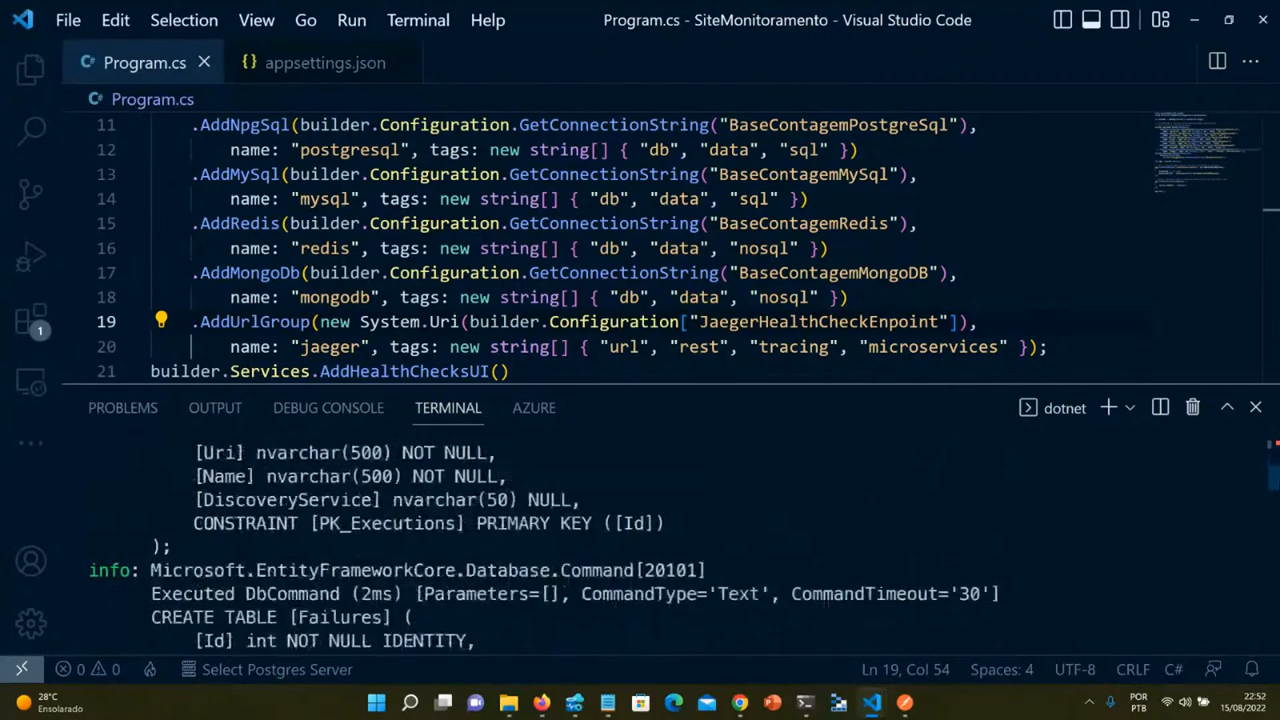 File Edit Selection View Go Run Terminal Help Program.cs - SiteMonitoramento - Visual Studio Code
Program.cs appsettings.json
Program.cs
11 .AddNpgSql(builder.Configuration.GetConnectionString("BaseContagemPostgreSql"),
12 name: "postgresql", tags: new string[] { "db", "data", "sql" })
13 .AddMySql(builder.Configuration.GetConnectionString("BaseContagemMySql"),
14 name: "mysql", tags: new string[] { "db", "data", "sql" })
15 .AddRedis(builder.Configuration.GetConnectionString("BaseContagemRedis"),
16 name: "redis", tags: new string[] { "db", "data", "nosql" })
17 .AddMongoDb(builder.Configuration.GetConnectionString("BaseContagemMongoDB"),
18 name: "mongodb", tags: new string[] { "db", "data", "nosql" })
19 .AddUrlGroup(new System.Uri(builder.Configuration["JaegerHealthCheckEnpoint"]),
20 name: "jaeger", tags: new string[] { "url", "rest", "tracing", "microservices" });
21 builder.Services.AddHealthChecksUI()
1
PROBLEMS OUTPUT DEBUG CONSOLE TERMINAL AZURE dotnet
[Uri] nvarchar(500) NOT NULL,
[Name] nvarchar(500) NOT NULL,
[DiscoveryService] nvarchar(50) NULL,
CONSTRAINT [PK_Executions] PRIMARY KEY ([Id])
);
info: Microsoft.EntityFrameworkCore.Database.Command[20101]
Executed DbCommand (2ms) [Parameters=[], CommandType='Text', CommandTimeout='30']
CREATE TABLE [Failures] (
[Id] int NOT NULL IDENTITY,
0 0 Select Postgres Server Ln 19, Col 54 Spaces: 4 UTF-8 CRLF C#
28°C
Ensolarado
POR
PTB
22:52
15/08/2022